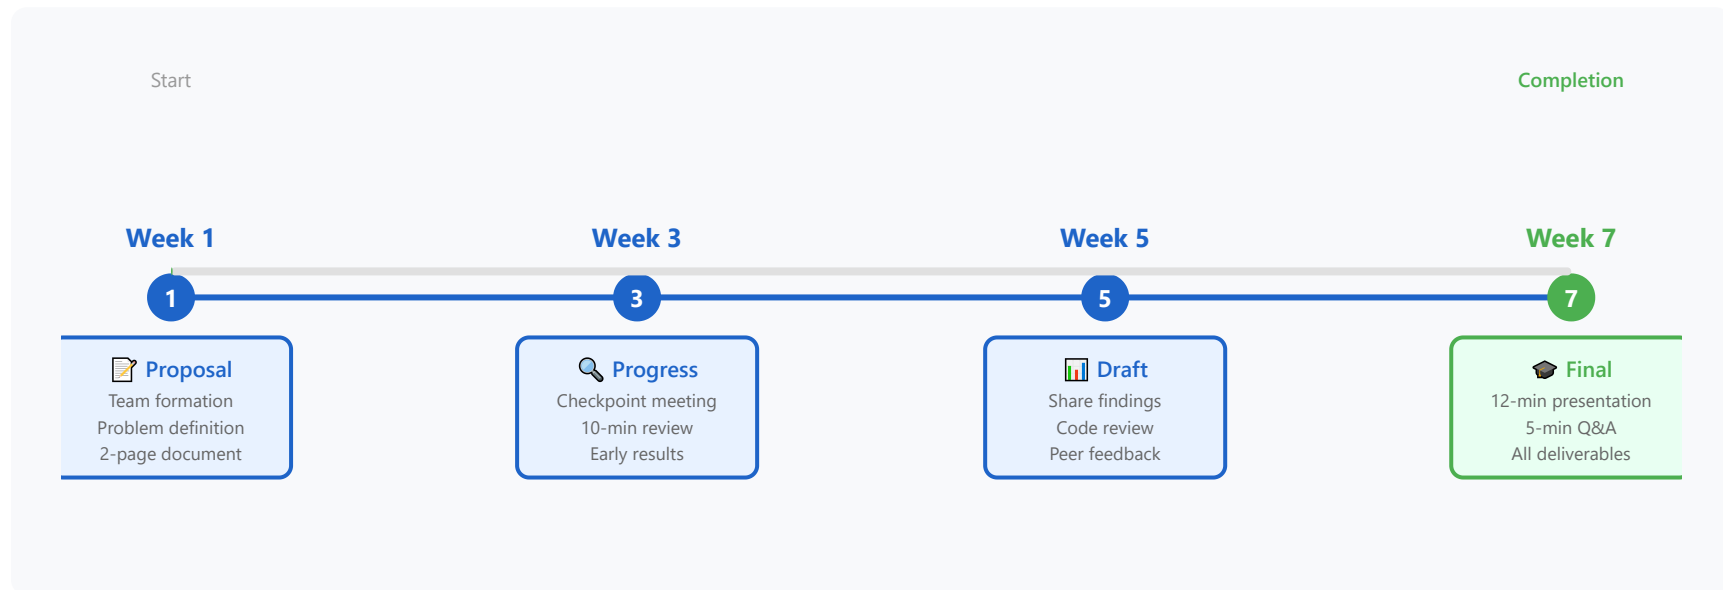 Start
Completion
Week 1
Week 3
Week 5
Week 7
1
3
5
7
📝 Proposal
Team formation
Problem definition
2-page document
🔍 Progress
Checkpoint meeting
10-min review
Early results
📊 Draft
Share findings
Code review
Peer feedback
🎓 Final
12-min presentation
5-min Q&A
All deliverables